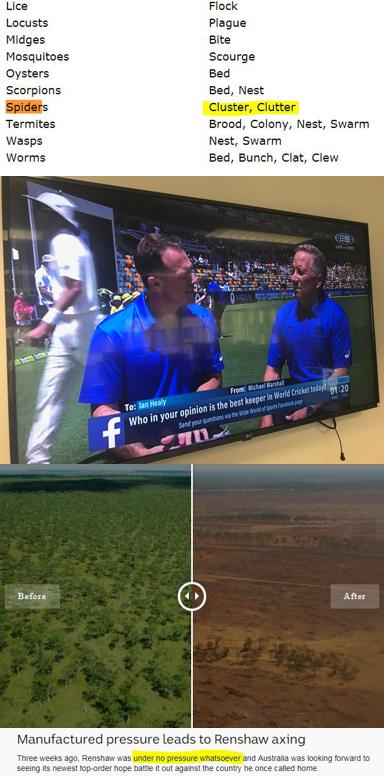 Lice Flock
Locusts Plague
Midges Bite
Mosquitoes Scourge
Oysters Bed
Scorpions Bed, Nest
Spiders Cluster, Clutter
Termites Brood, Colony, Nest, Swarm
Wasps Nest, Swarm
Worms Bed, Bunch, Clat, Clew
To: Ian Healy From: Michael Marshall
Who in your opinion is the best keeper in World Cricket today?
Send your questions via the Wide World of Sports Facebook page
01:20
f
Before After
Manufactured pressure leads to Renshaw axing
Three weeks ago, Renshaw was under no pressure whatsoever and Australia was looking forward to
seeing its newest top-order hope battle it out against the country he once called home.